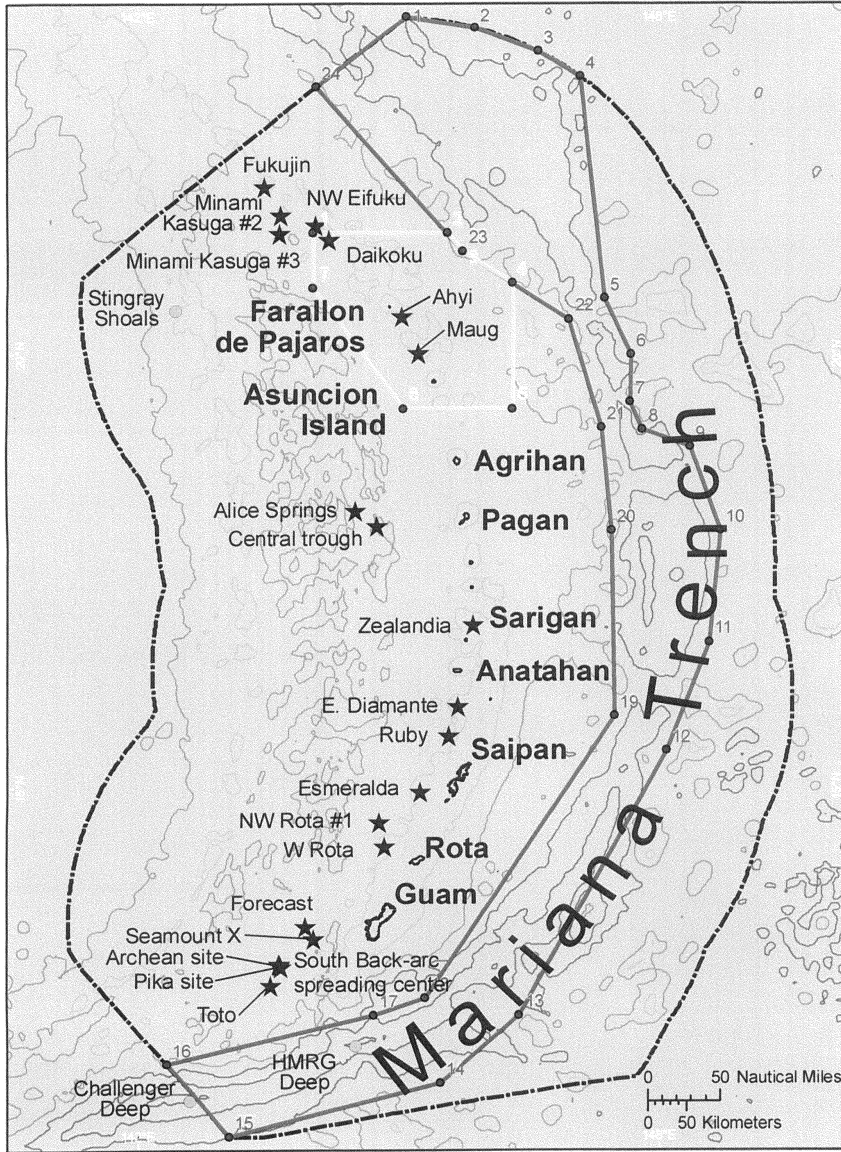 1
2
3
4
24
Fukujin
Minami
Kasuga #2
NW Eifuku
Minami Kasuga #3
Daikoku
23
Stingray
Shoals
Farallon
de Pajaros
Ahyi
Maug
5
22
6
Asuncion
Island
7
21
8
9
Agrihan
Alice Springs
Central trough
Pagan
20
10
Zealandia
Sarigan
11
Anatahan
E. Diamante
Ruby
Saipan
19
12
Esmeralda
NW Rota #1
W Rota
Rota
Guam
Forecast
Seamount X
Archean site
Pika site
Toto
South Back-arc
spreading center
17
13
Mariana Trench
16
HMRG
Deep
14
Challenger
Deep
15
0 50 Nautical Miles
0 50 Kilometers